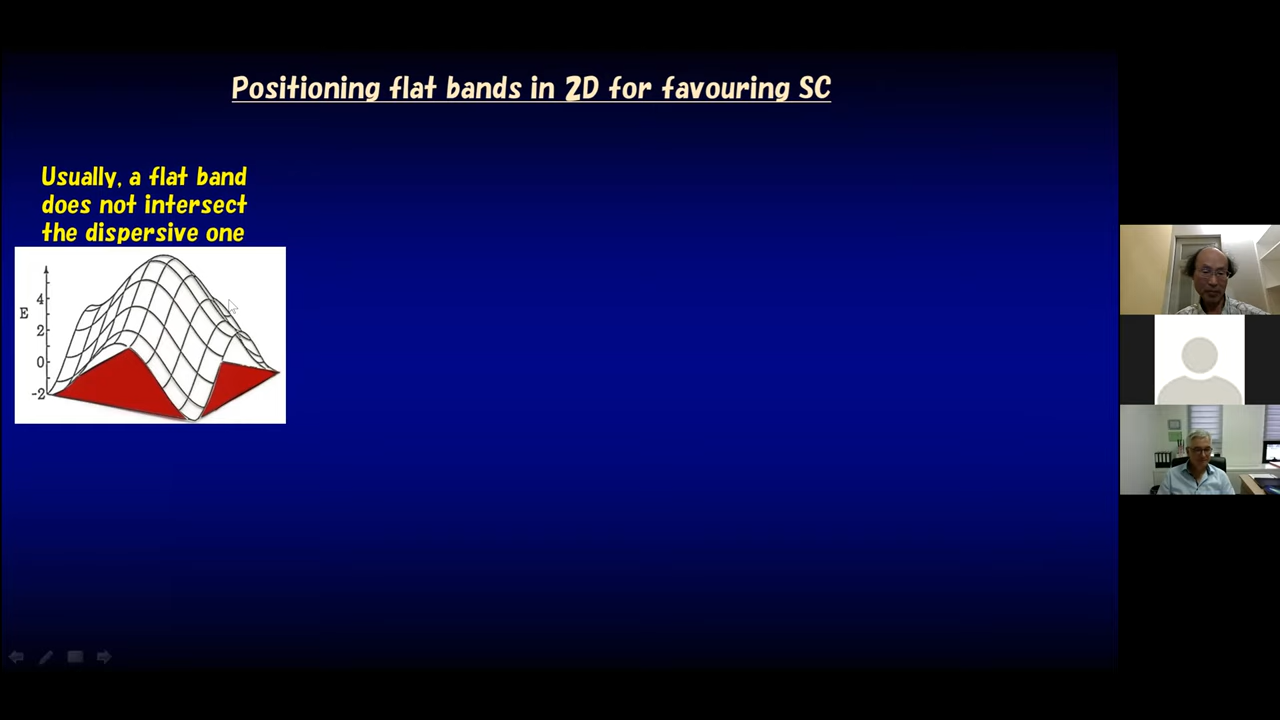 Positioning flat bands in 2D for favouring SC
Usually, a flat band
does not intersect
the dispersive one
E
4
2
0
-2